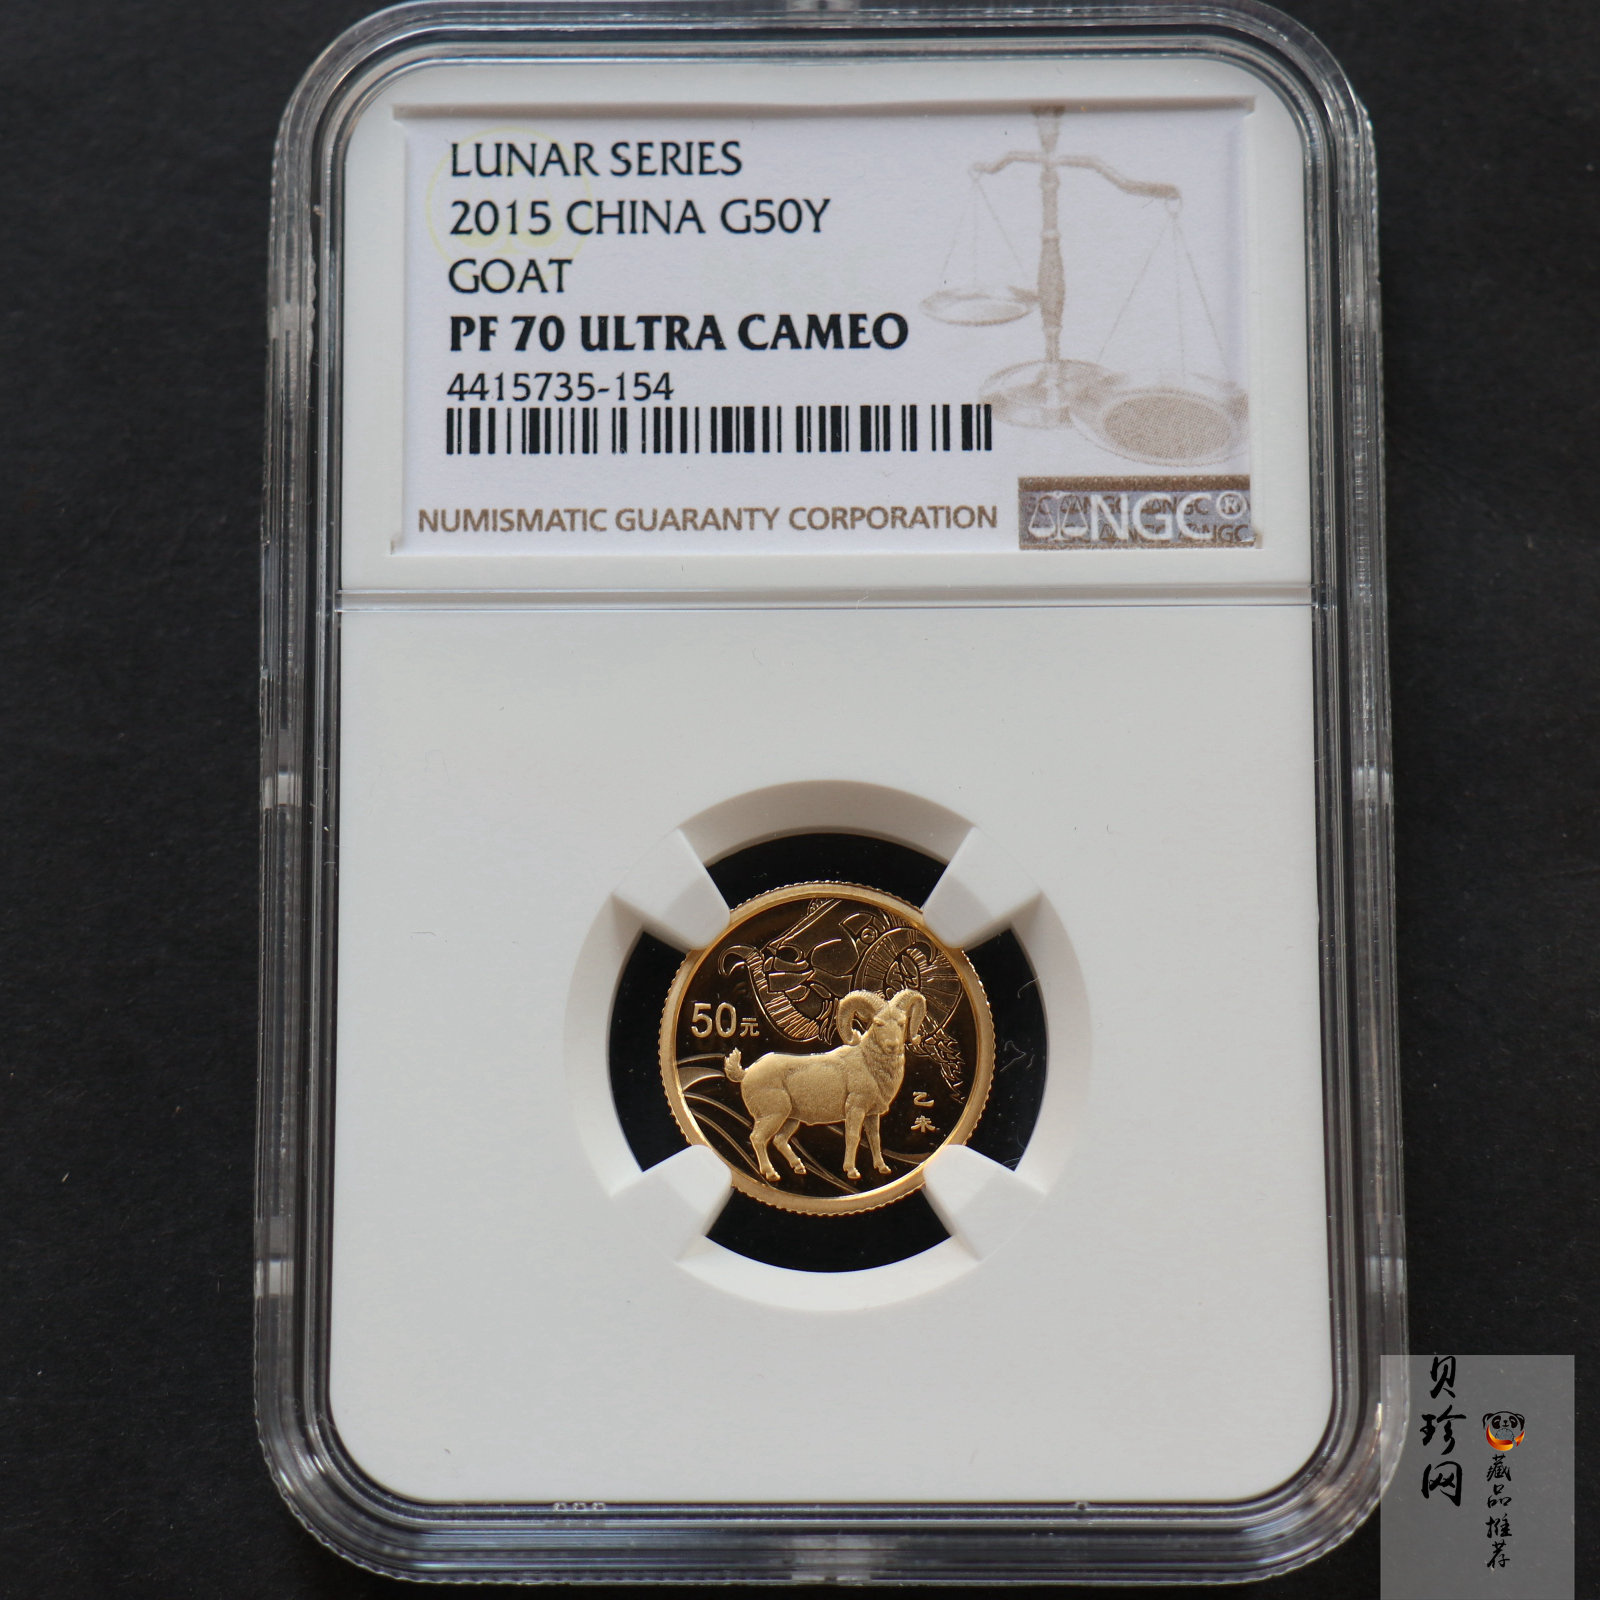 LUNAR SERIES
2015 CHINA G50Y
GOAT
PF 70 ULTRA CAMEO
4415735-154
NUMISMATIC GUARANTY CORPORATION
NGC®
50元
乙未
贝珍网
藏品推荐